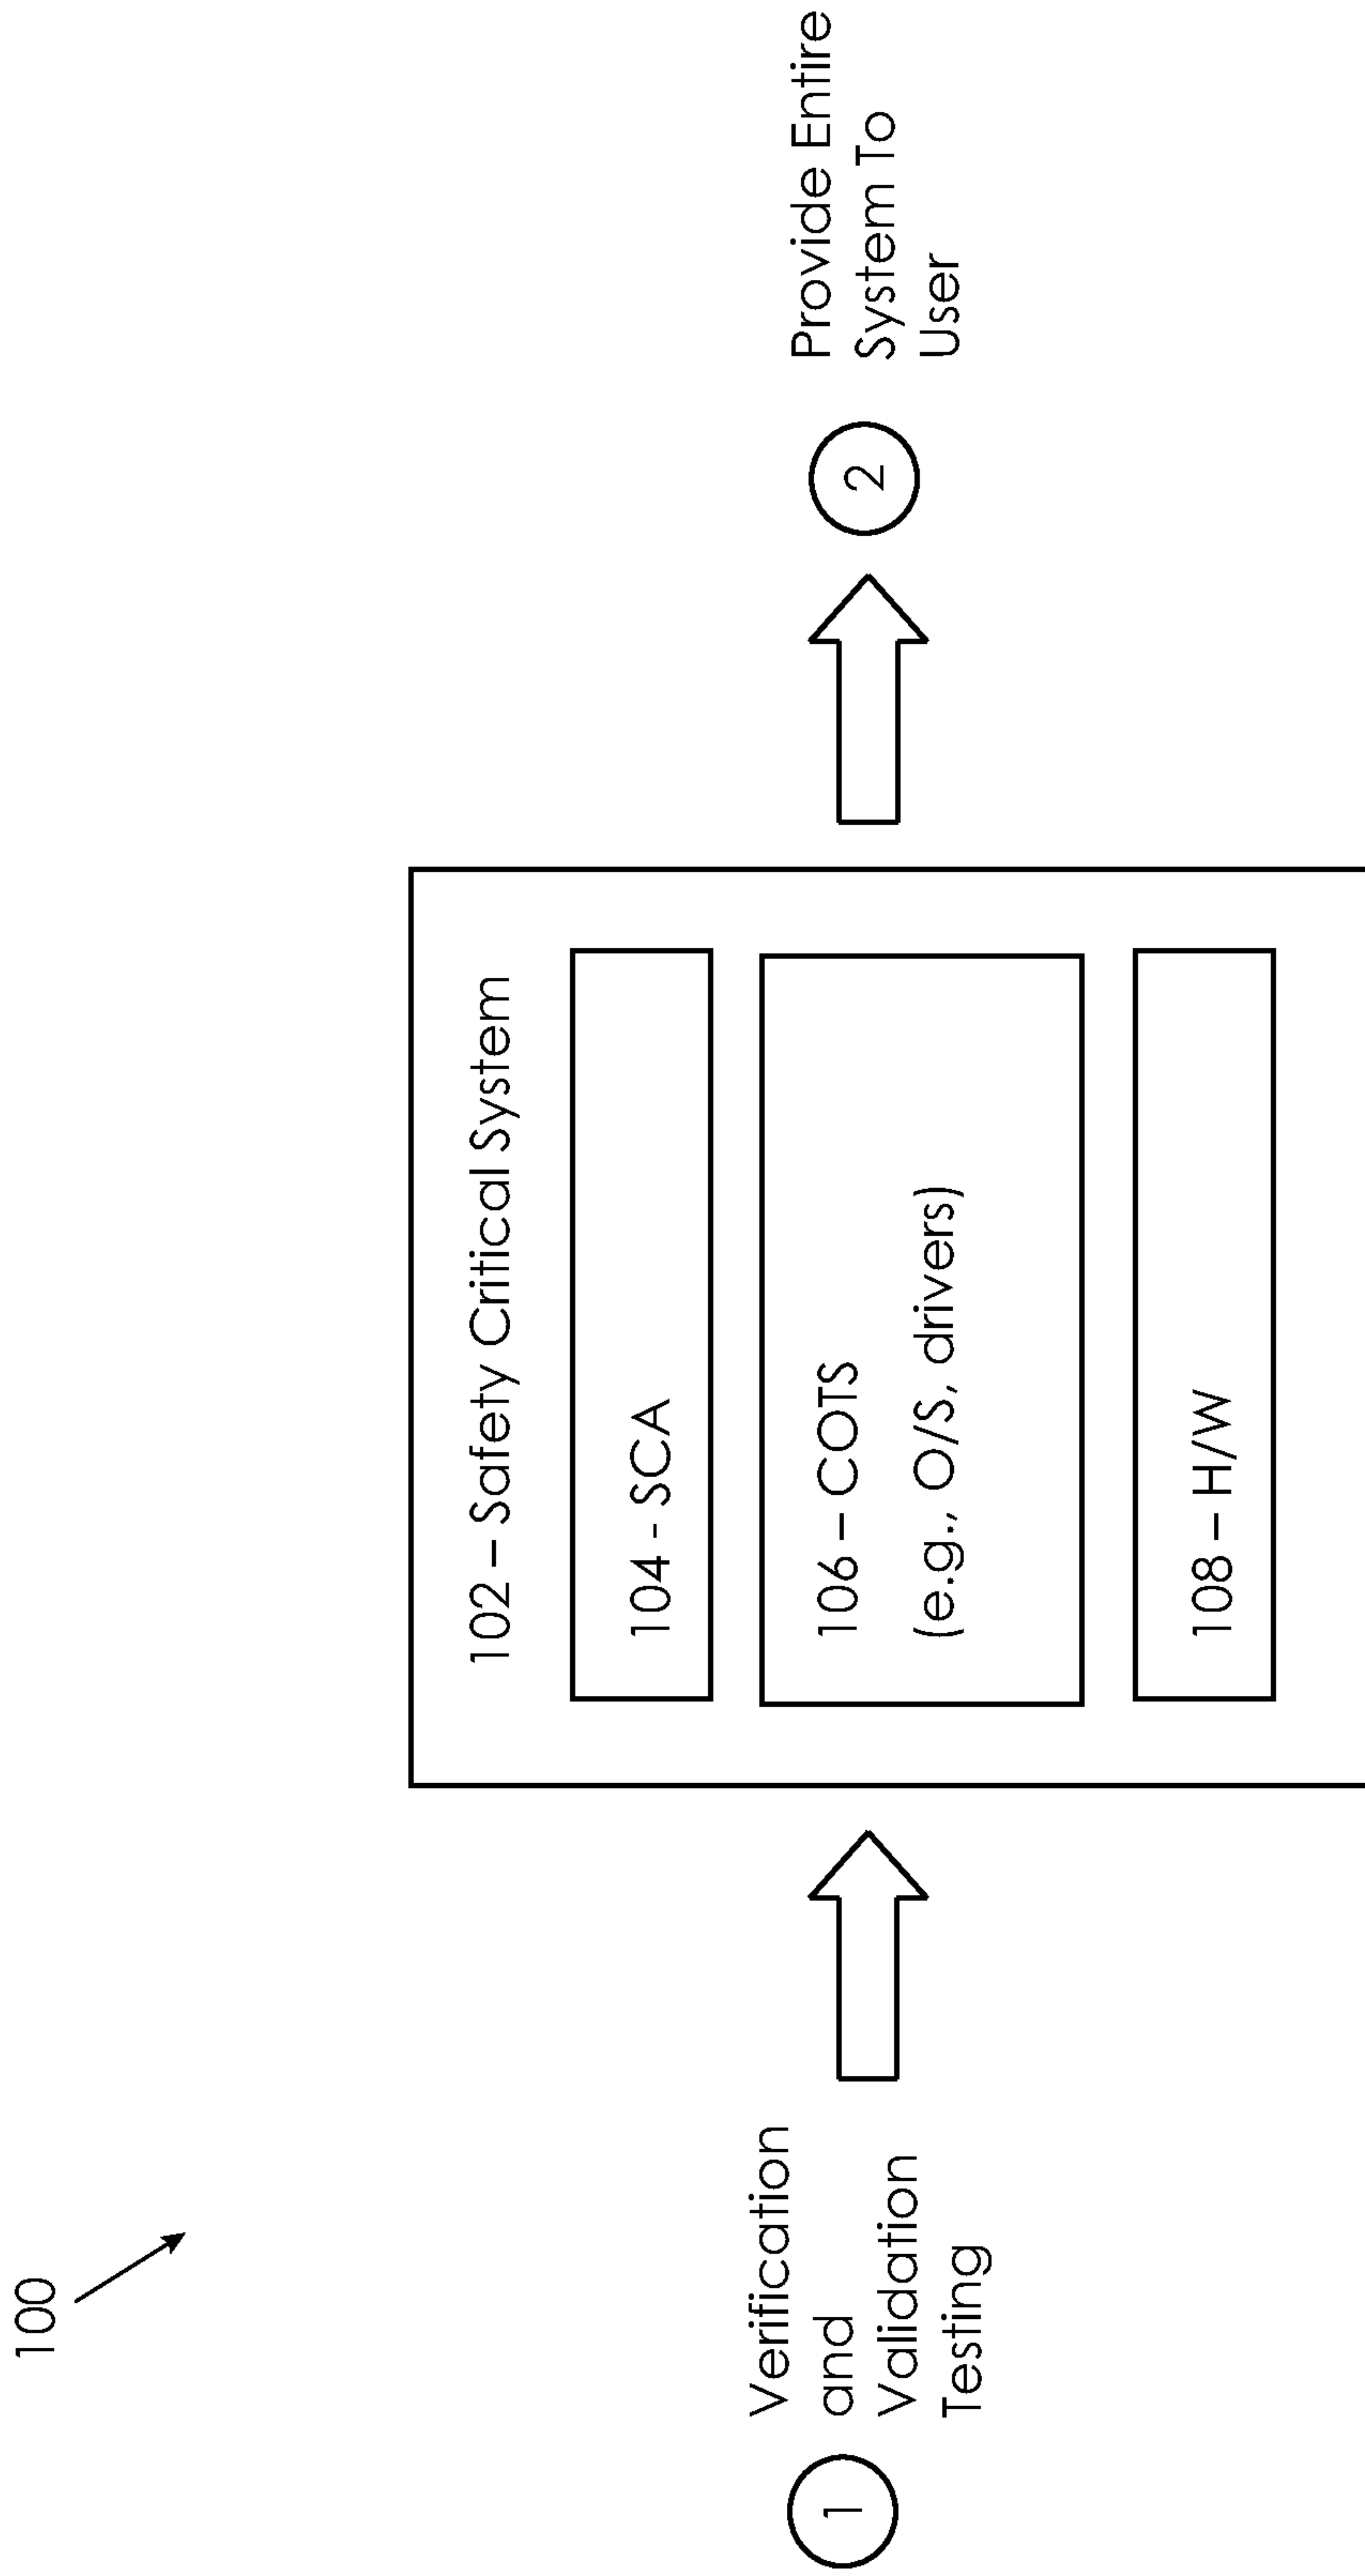 100
1
Verification
and
Validation
Testing
102 – Safety Critical System
104 - SCA
106 – COTS
(e.g., O/S, drivers)
108 – H/W
2
Provide Entire
System To
User